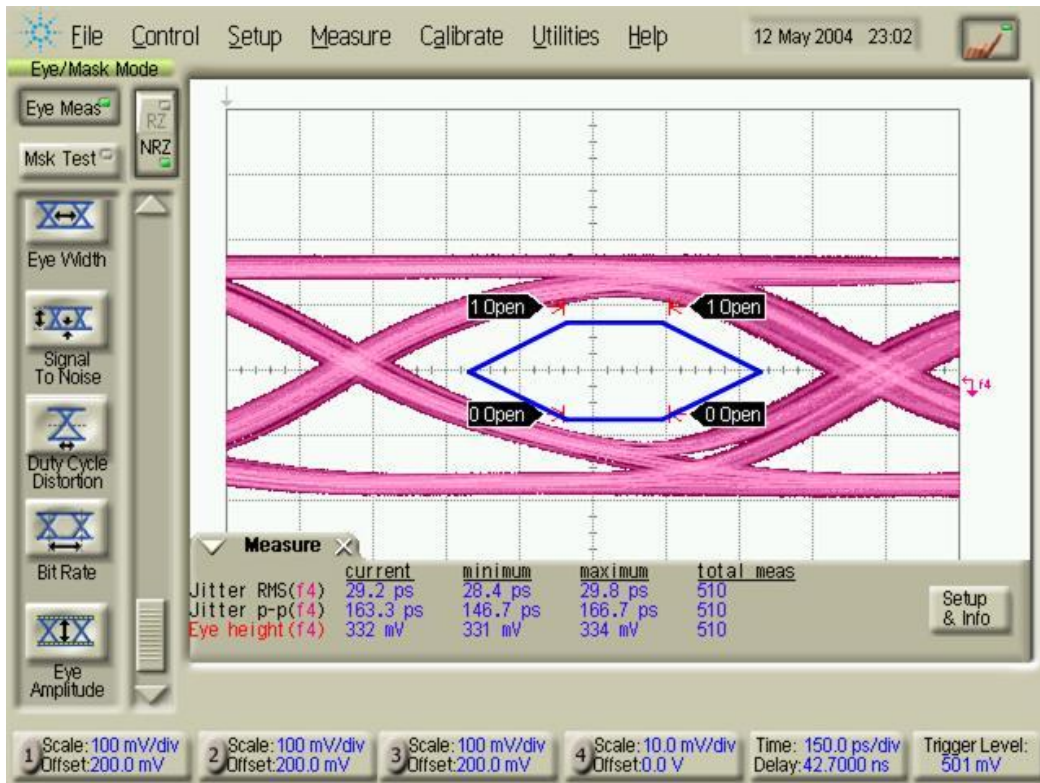 File Control Setup Measure Calibrate Utilities Help 12 May 2004 23:02
Eye/Mask Mode
Eye Meas
RZ
NRZ
Msk Test
Eye Width
Signal
To Noise
Duty Cycle
Distortion
Bit Rate
Eye
Amplitude
1 Open 1 Open
0 Open 0 Open
f4
Measure
current minimum maximum total meas
Jitter RMS(f4) 29.2 ps 28.4 ps 29.8 ps 510
Jitter p-p(f4) 163.3 ps 146.7 ps 166.7 ps 510
Eye height(f4) 332 mV 331 mV 334 mV 510
Setup
& Info
1 Scale: 100 mV/div
Offset: 200.0 mV
2 Scale: 100 mV/div
Offset: 200.0 mV
3 Scale: 100 mV/div
Offset: 200.0 mV
4 Scale: 10.0 mV/div
Offset: 0.0 V
Time: 150.0 ps/div
Delay: 42.7000 ns
Trigger Level:
501 mV